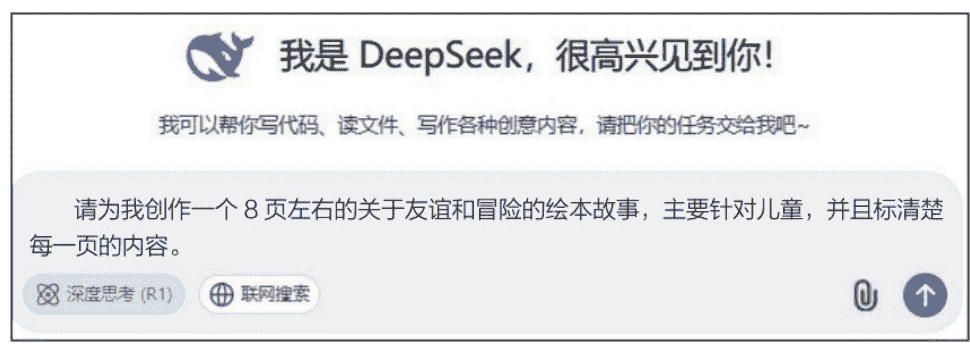 我是 DeepSeek，很高兴见到你！
我可以帮你写代码、读文件、写作各种创意内容，请把你的任务交给我吧~
请为我创作一个 8 页左右的关于友谊和冒险的绘本故事，主要针对儿童，并且标清楚
每一页的内容。
深度思考 (R1) 联网搜索